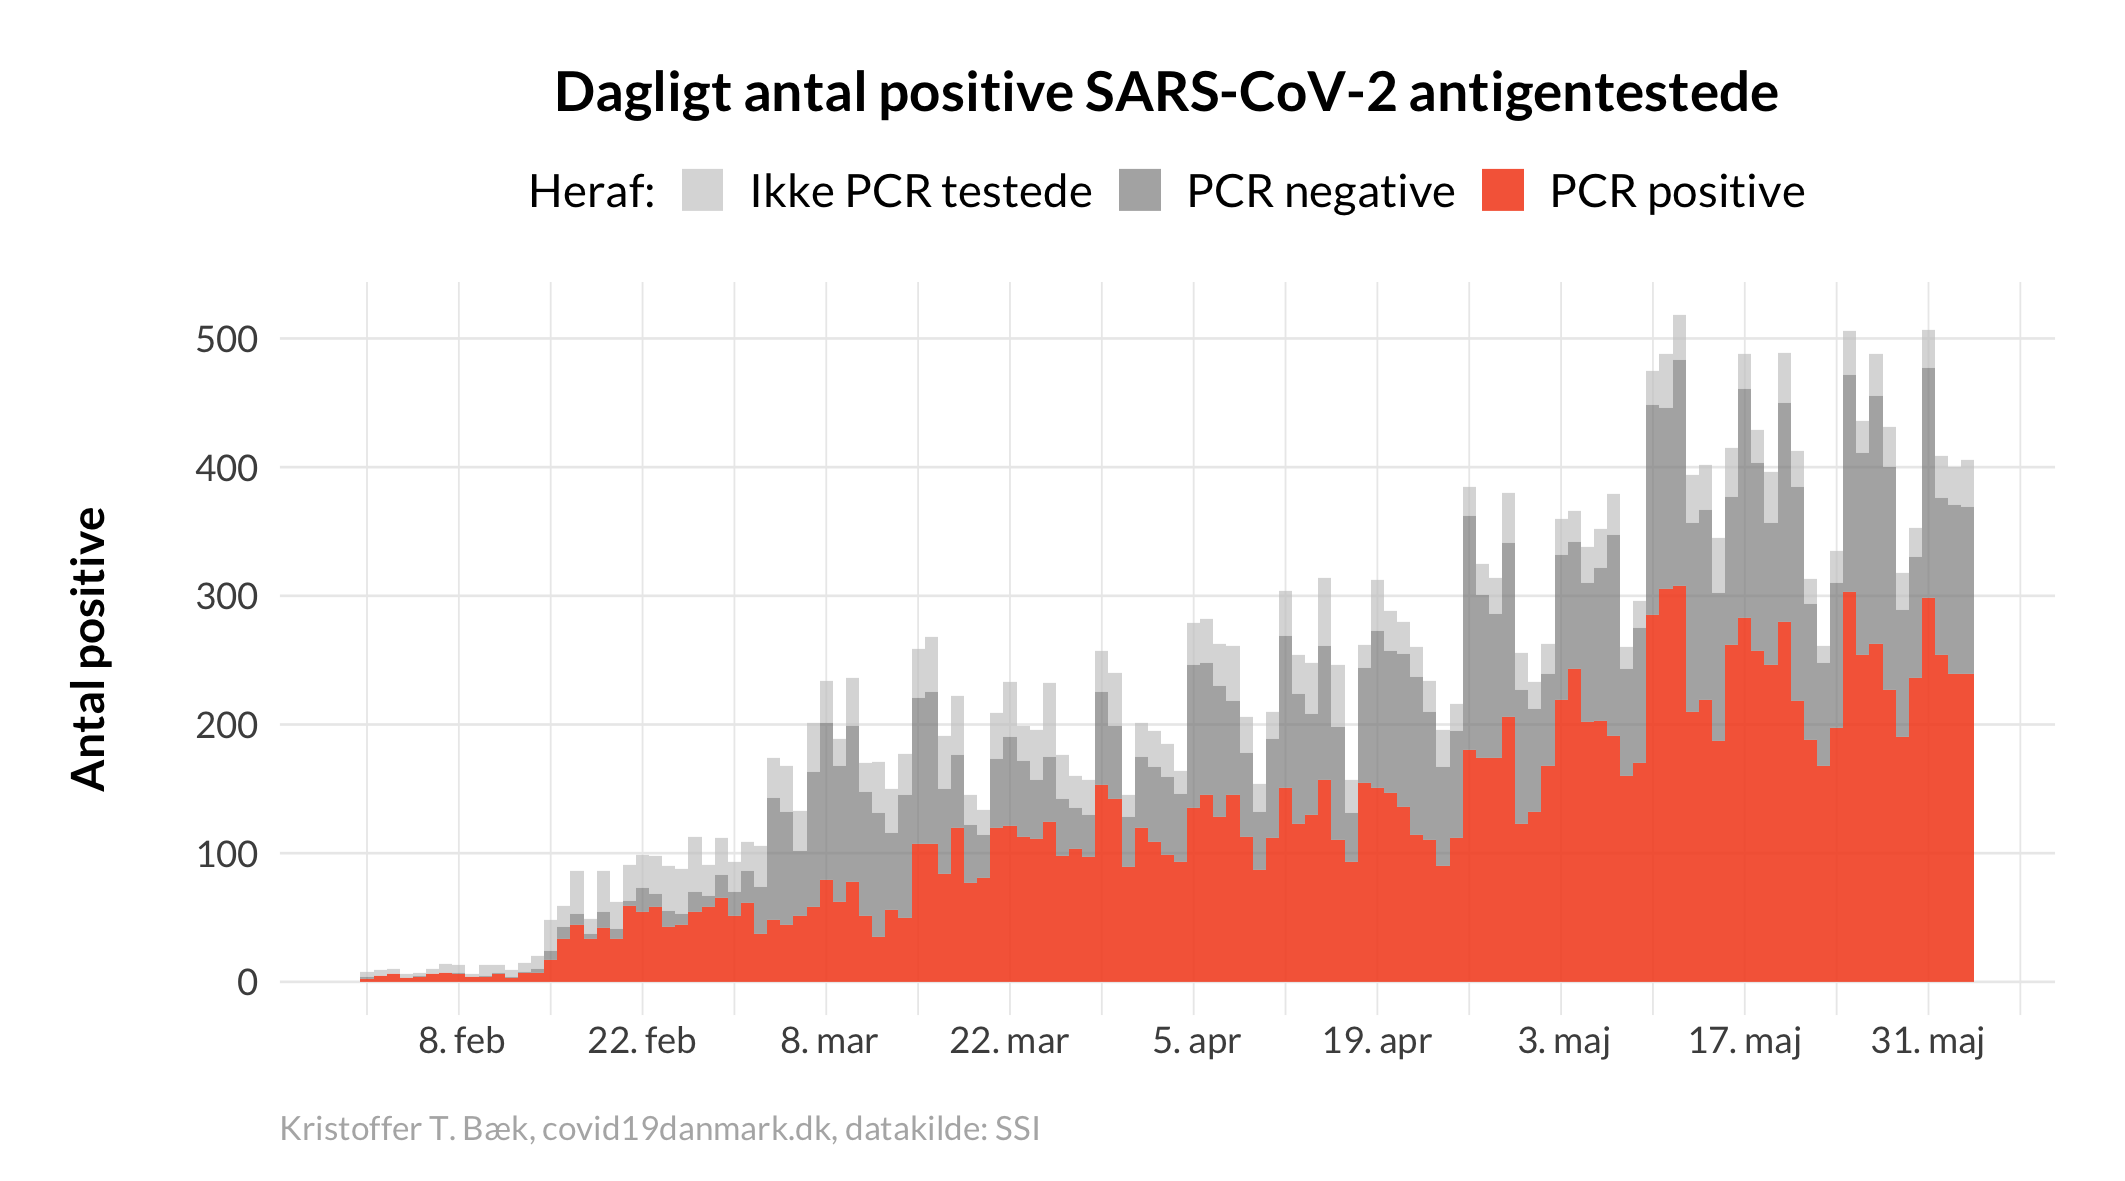 Dagligt antal positive SARS-CoV-2 antigentestede
Heraf: Ikke PCR testede PCR negative PCR positive
Antal positive
500
400
300
200
100
0
8. feb 22. feb 8. mar 22. mar 5. apr 19. apr 3. maj 17. maj 31. maj
Kristoffer T. Bæk, covid19danmark.dk, datakilde: SSI